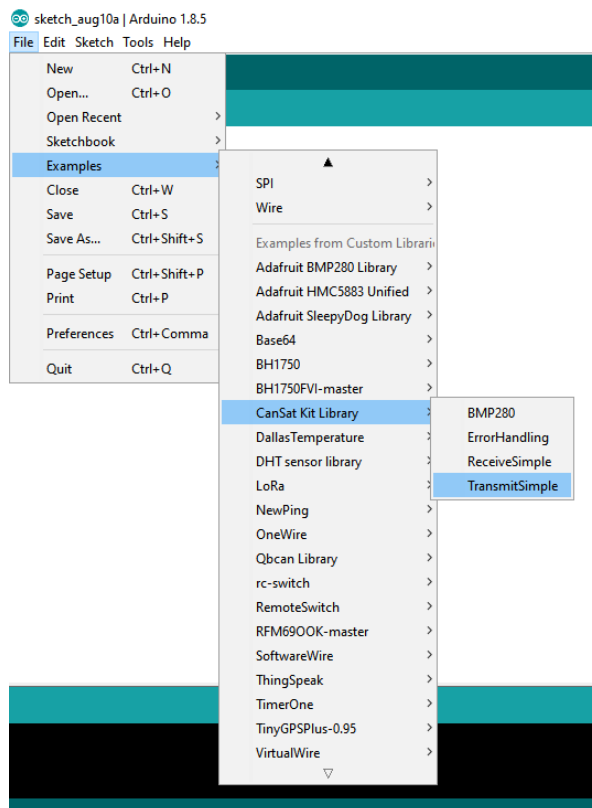 sketch_aug10a | Arduino 1.8.5
File Edit Sketch Tools Help
New Ctrl+N
Open... Ctrl+O
Open Recent
Sketchbook
Examples
Close Ctrl+W
Save Ctrl+S
Save As... Ctrl+Shift+S
Page Setup Ctrl+Shift+P
Print Ctrl+P
Preferences Ctrl+Comma
Quit Ctrl+Q
SPI
Wire
Examples from Custom Librari
Adafruit BMP280 Library
Adafruit HMC5883 Unified
Adafruit SleepyDog Library
Base64
BH1750
BH1750FVI-master
CanSat Kit Library
DallasTemperature
DHT sensor library
LoRa
NewPing
OneWire
Qbcan Library
rc-switch
RemoteSwitch
RFM69OOK-master
SoftwareWire
ThingSpeak
TimerOne
TinyGPSPlus-0.95
VirtualWire
BMP280
ErrorHandling
ReceiveSimple
TransmitSimple